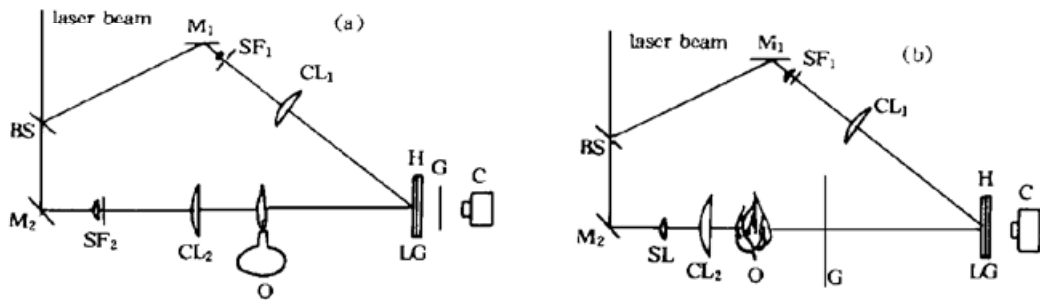 laser beam
(a)
M₁
SF₁
CL₁
BS
H
G
C
M₂
SF₂
CL₂
O
LG
laser beam
(b)
M₁
SF₁
CL₁
BS
H
C
M₂
SL
CL₂
O
G
LG